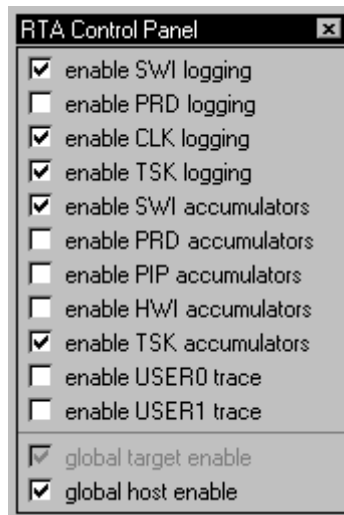 RTA Control Panel
enable SWI logging
enable PRD logging
enable CLK logging
enable TSK logging
enable SWI accumulators
enable PRD accumulators
enable PIP accumulators
enable HWI accumulators
enable TSK accumulators
enable USER0 trace
enable USER1 trace
global target enable
global host enable